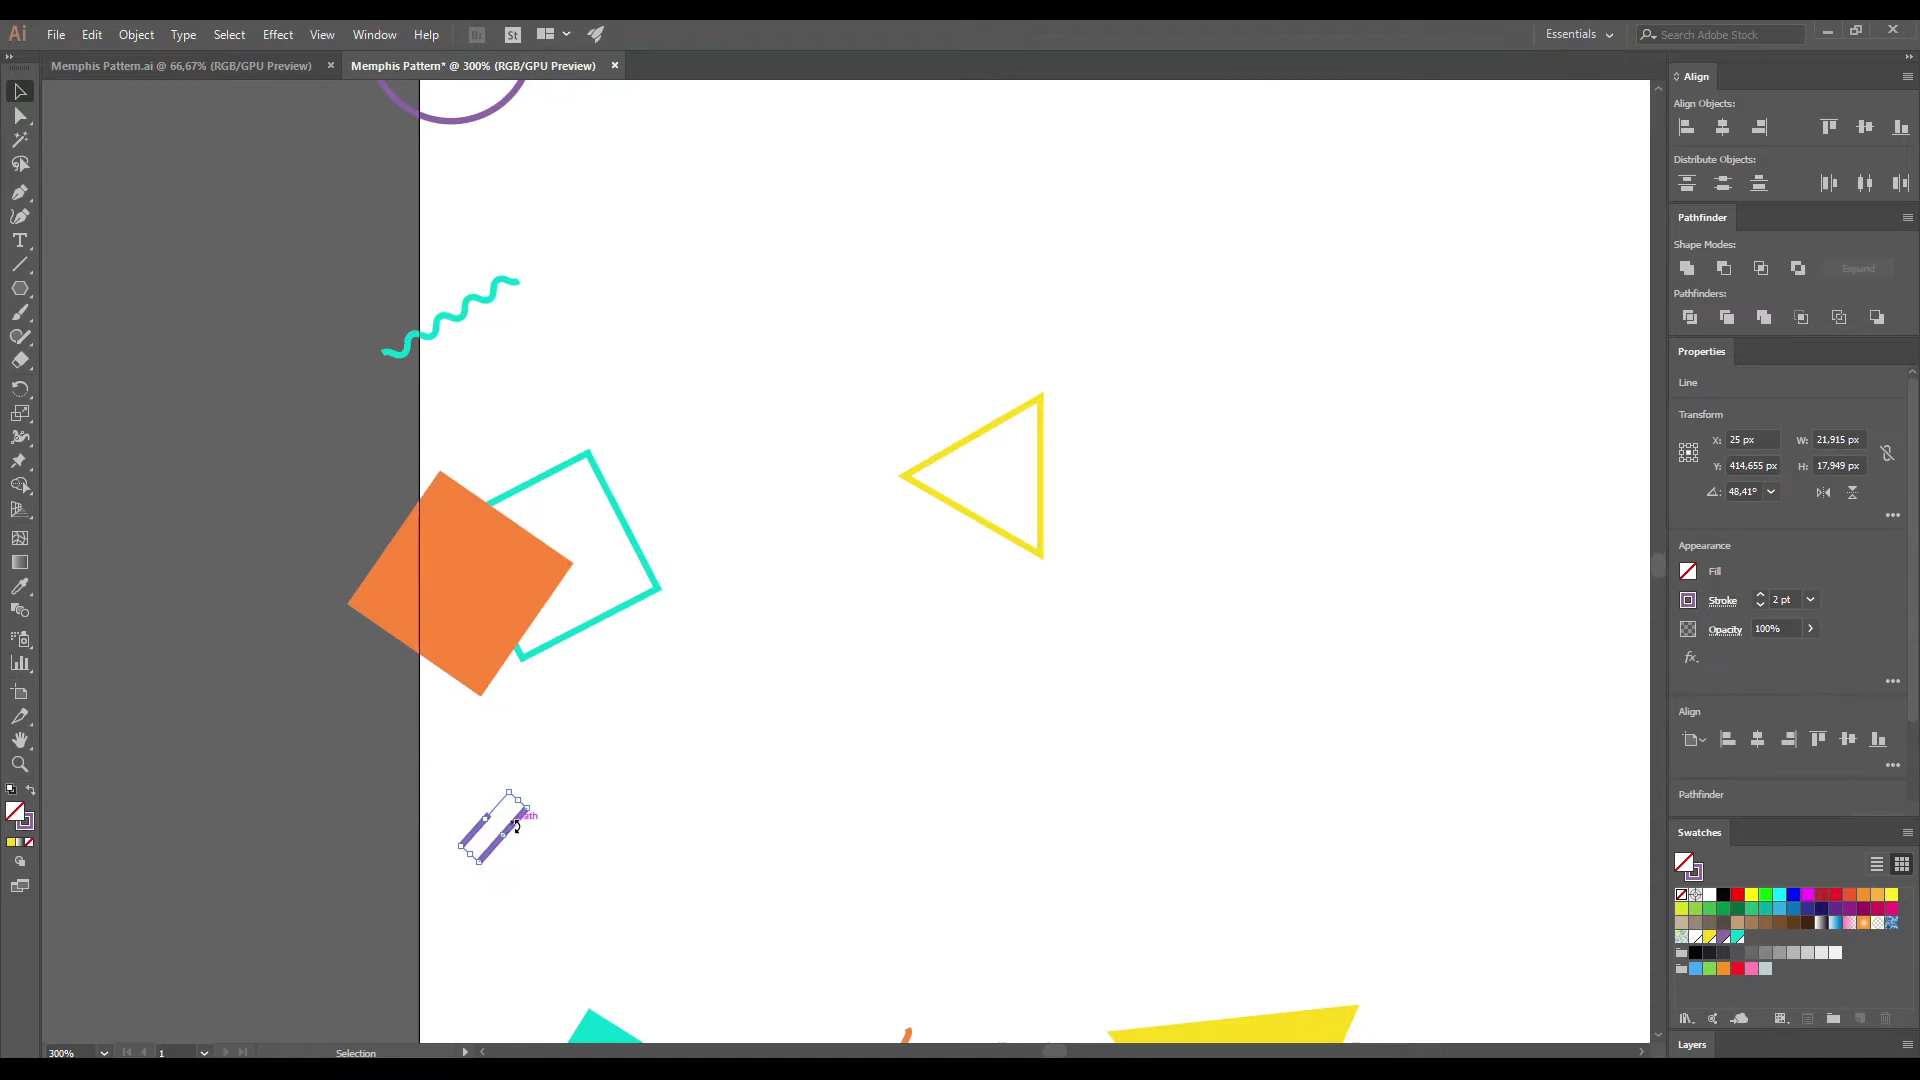 Ai File Edit Object Type Select Effect View Window Help Br St Essentials Search Adobe Stock
Memphis Pattern.ai @ 66,67% (RGB/GPU Preview) × Memphis Pattern* @ 300% (RGB/GPU Preview) ×
Align
Align Objects:
Distribute Objects:
Pathfinder
Shape Modes:
Expand
Pathfinders:
Properties
Line
Transform
X: 25 px W: 21,915 px
Y: 414,655 px H: 17,949 px
48,41°
Appearance
Fill
Stroke 2 pt
Opacity 100%
fx.
Align
Pathfinder
path
Swatches
Layers
300% 1 Selection